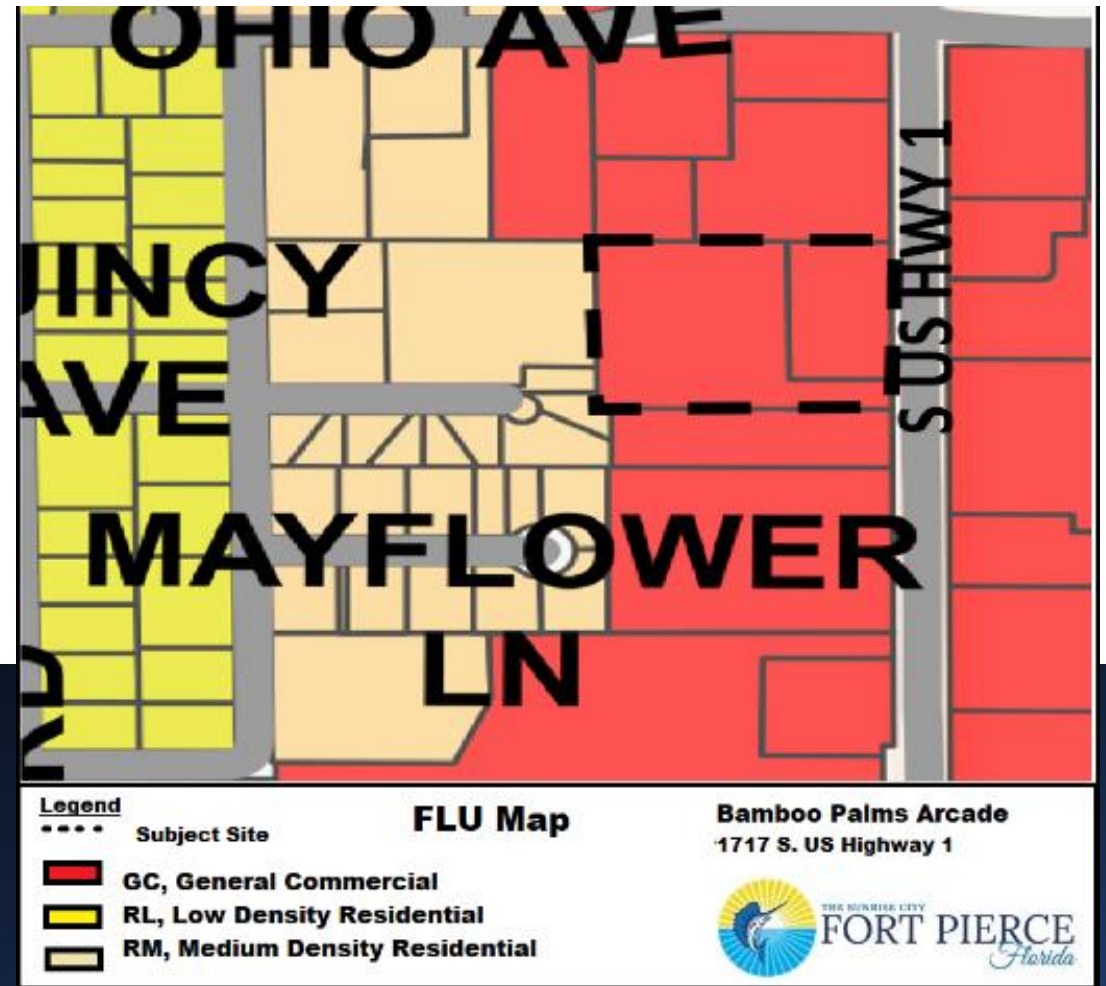 OHIO AVE
S US HWY 1
UINCY
AVE
MAYFLOWER
LN
RD
Legend
Subject Site
GC, General Commercial
RL, Low Density Residential
RM, Medium Density Residential
FLU Map
Bamboo Palms Arcade
1717 S. US Highway 1
THE SUNRISE CITY
FORT PIERCE
Florida